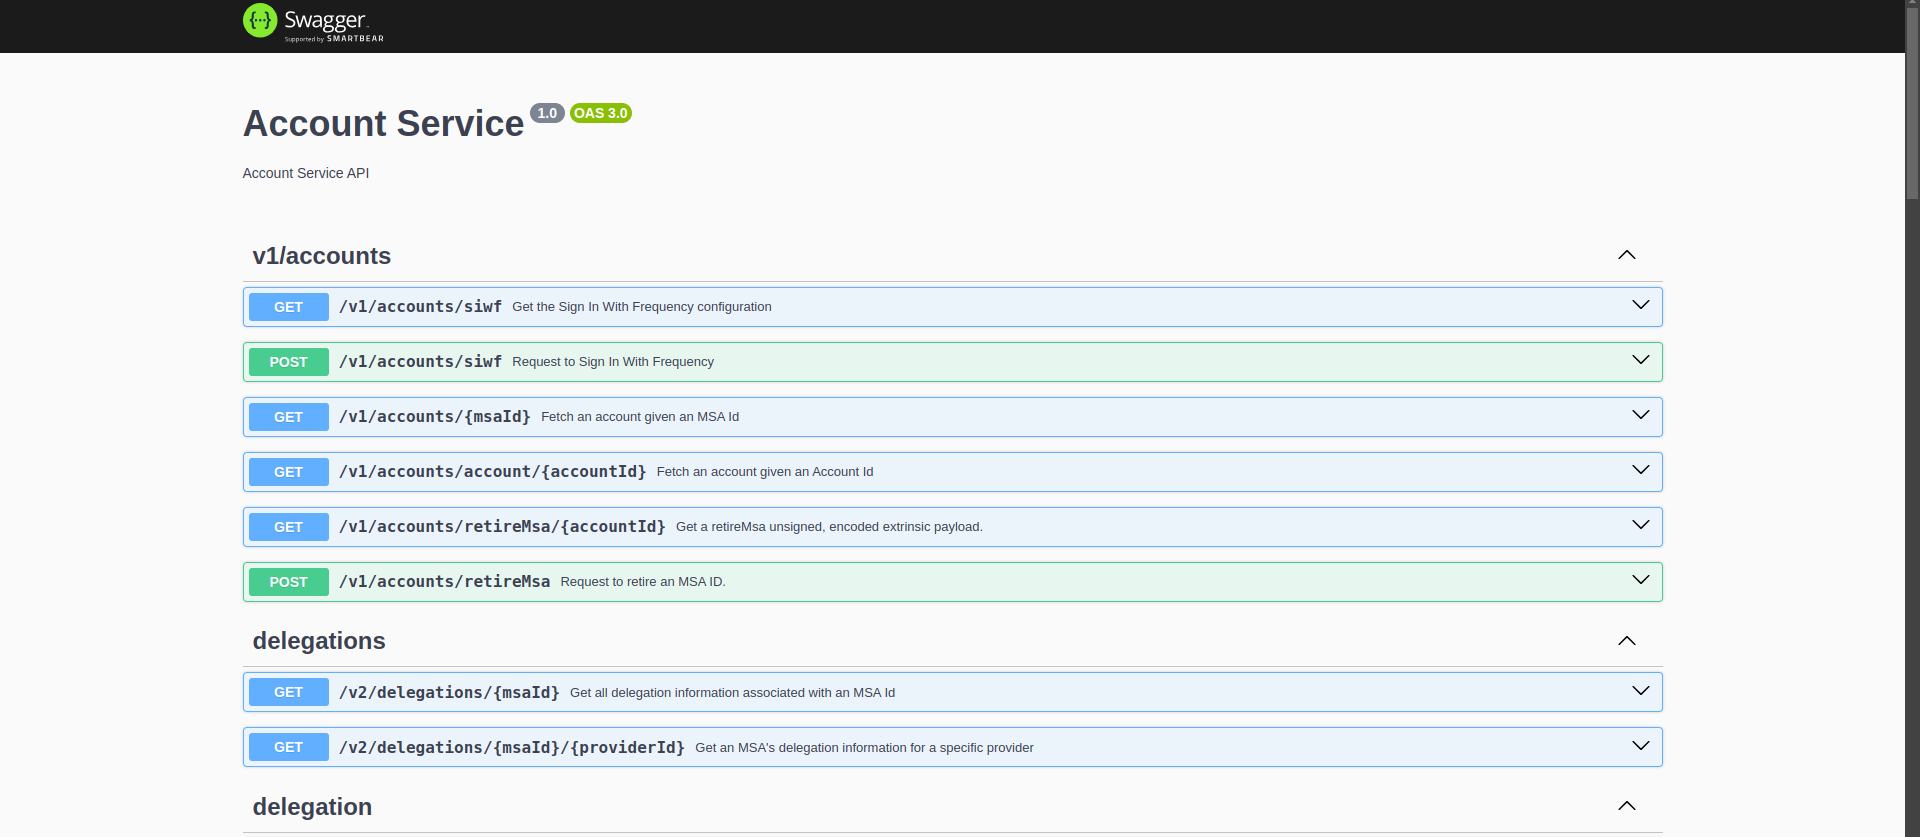 {···} Swagger
Supported by SMARTBEAR
Account Service 1.0 OAS 3.0
Account Service API
v1/accounts
GET /v1/accounts/siwf Get the Sign In With Frequency configuration
POST /v1/accounts/siwf Request to Sign In With Frequency
GET /v1/accounts/{msaId} Fetch an account given an MSA Id
GET /v1/accounts/account/{accountId} Fetch an account given an Account Id
GET /v1/accounts/retireMsa/{accountId} Get a retireMsa unsigned, encoded extrinsic payload.
POST /v1/accounts/retireMsa Request to retire an MSA ID.
delegations
GET /v2/delegations/{msaId} Get all delegation information associated with an MSA Id
GET /v2/delegations/{msaId}/{providerId} Get an MSA's delegation information for a specific provider
delegation